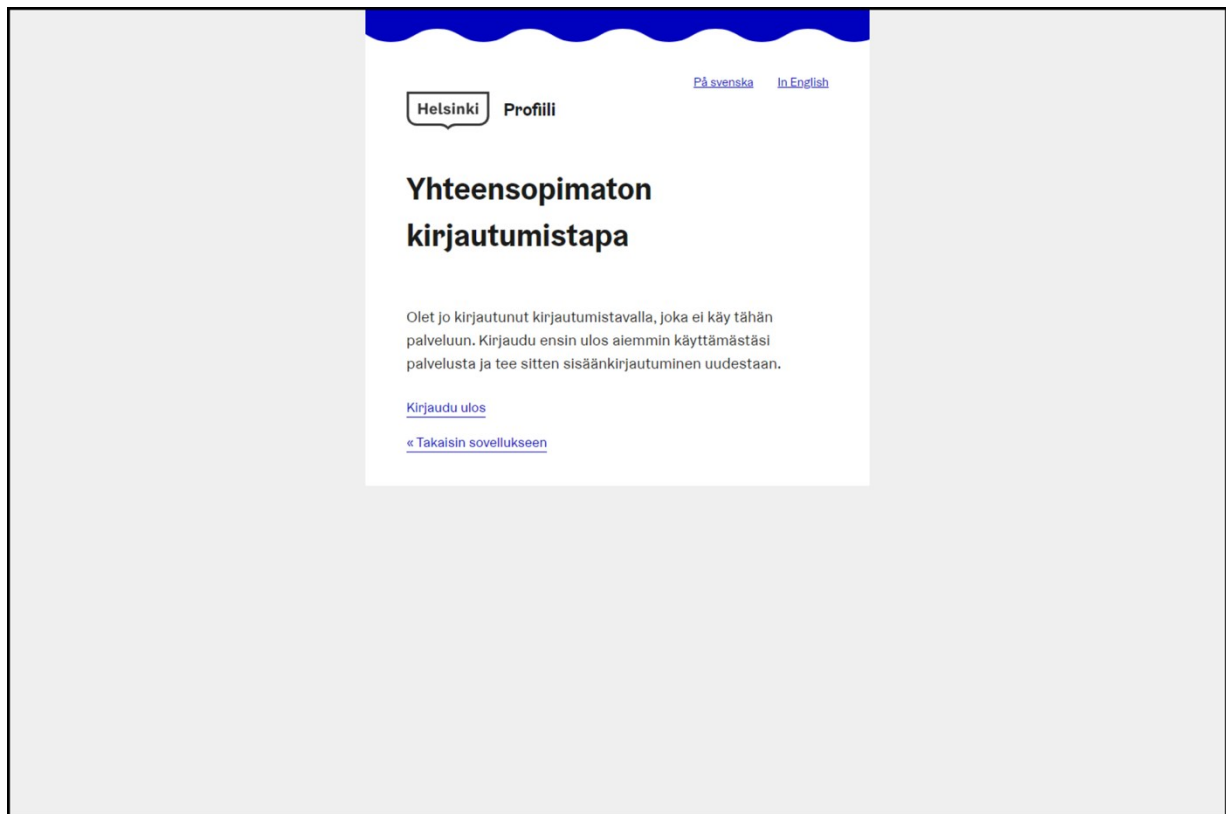 På svenska In English
Helsinki Profiili
Yhteensopimaton
kirjautumistapa
Olet jo kirjautunut kirjautumistavalla, joka ei käy tähän
palveluun. Kirjaudu ensin ulos aiemmin käyttämästäsi
palvelusta ja tee sitten sisäänkirjautuminen uudestaan.
Kirjaudu ulos
« Takaisin sovellukseen